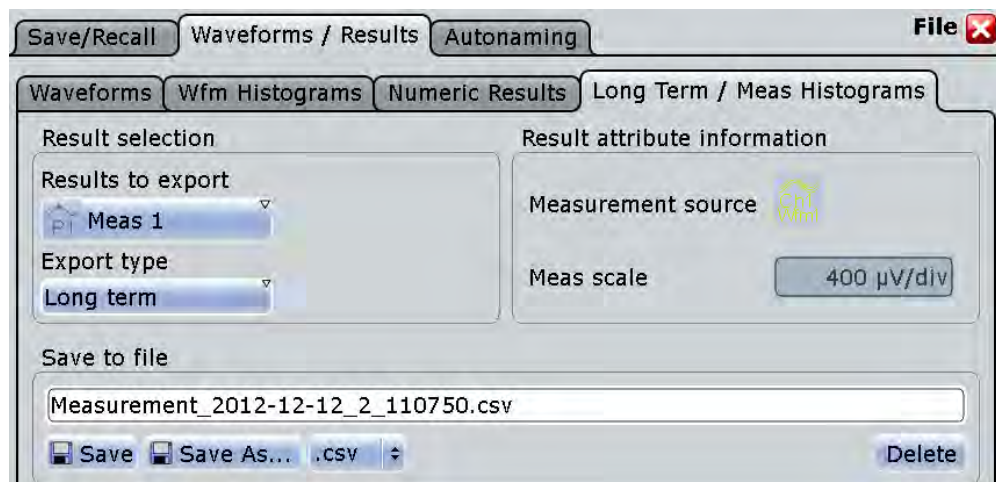 File
Save/Recall Waveforms / Results Autonaming
Waveforms Wfm Histograms Numeric Results Long Term / Meas Histograms
Result selection
Results to export
Meas 1
Export type
Long term
Result attribute information
Measurement source
Meas scale 400 µV/div
Save to file
Measurement_2012-12-12_2_110750.csv
Save Save As... .csv Delete